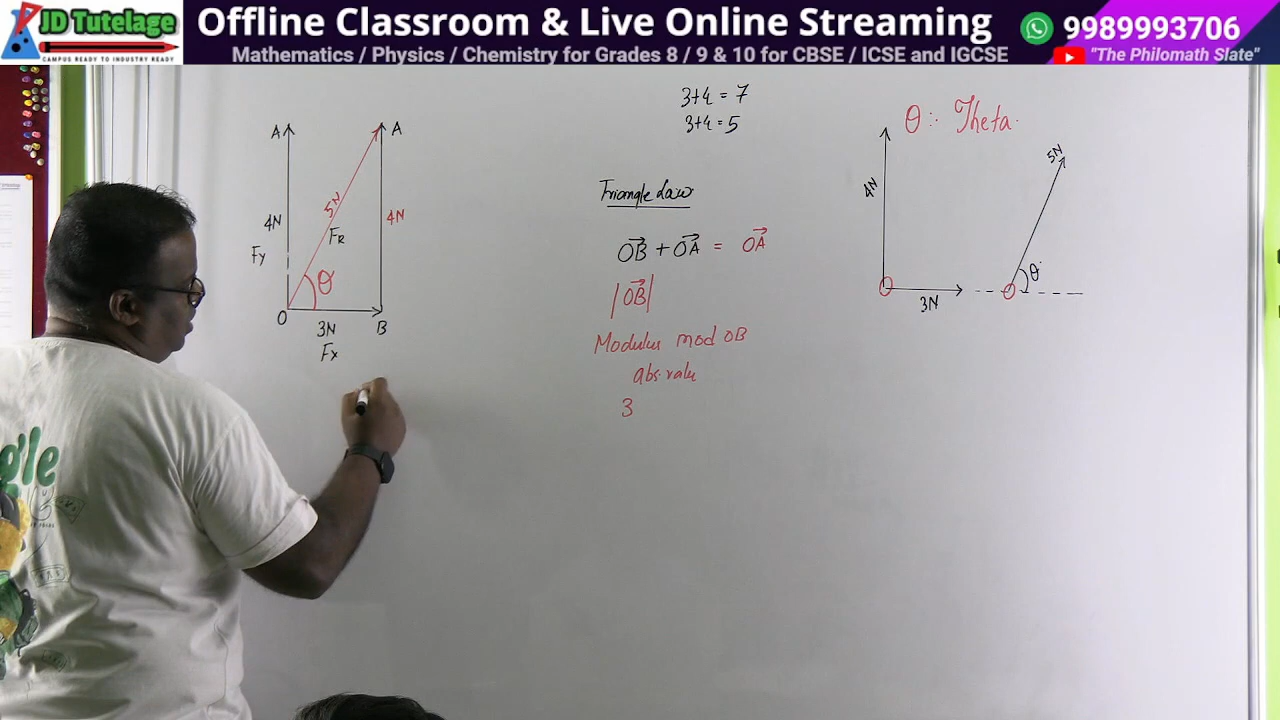 JD Tutelage
CAMPUS READY TO INDUSTRY READY
Offline Classroom & Live Online Streaming
9989993706
Mathematics / Physics / Chemistry for Grades 8 / 9 & 10 for CBSE / ICSE and IGCSE
"The Philomath Slate"
3+4 = 7
3+4 = 5
θ :- Theta
A
A
4N
Fy
5N
FR
4N
θ
O
3N
B
Fx
Triangle Law
OB + OA = OA
|OB|
Modulus mod OB
abs. valu
3
4N
3N
5N
θ
gle